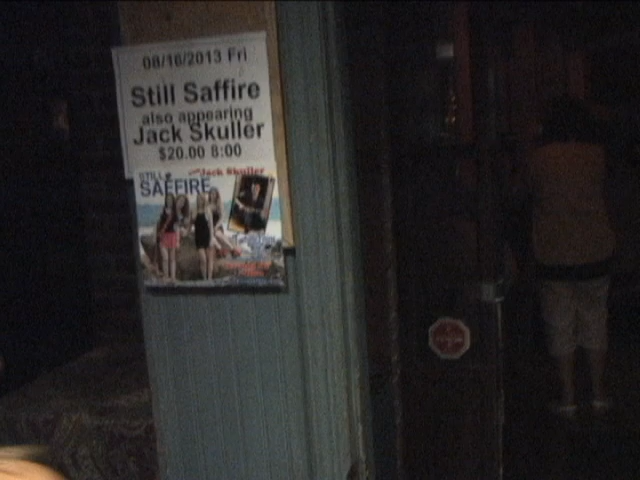 08/16/2013 Fri
Still Saffire
also appearing
Jack Skuller
$20.00 8:00
Jack Skuller
STILL
SAFFIRE